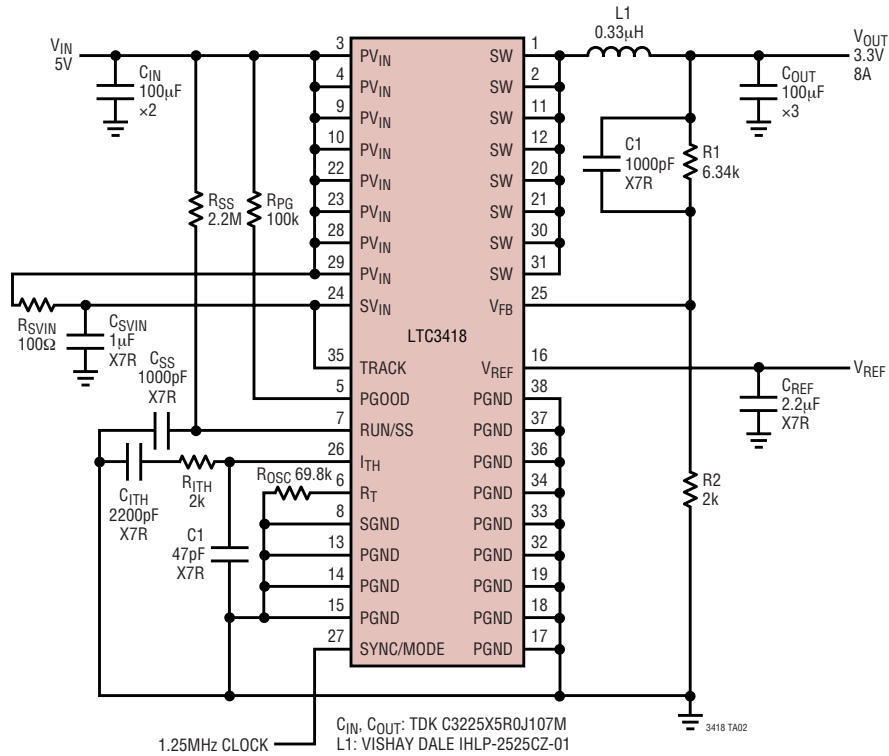 L1
0.33µH
VIN
5V
CIN
100µF
×2
RSS
2.2M
RPG
100k
3 PVIN SW 1
4 PVIN SW 2
9 PVIN SW 11
10 PVIN SW 12
22 PVIN SW 20
23 PVIN SW 21
28 PVIN SW 30
29 PVIN SW 31
24 SVIN VFB 25
LTC3418
35 TRACK VREF 16
5 PGOOD PGND 38
7 RUN/SS PGND 37
26 ITH PGND 36
6 RT PGND 34
8 SGND PGND 33
13 PGND PGND 32
14 PGND PGND 19
15 PGND PGND 18
27 SYNC/MODE PGND 17
VOUT
3.3V
8A
COUT
100µF
×3
C1
1000pF
X7R
R1
6.34k
RSVIN
100Ω
CSVIN
1µF
X7R
CSS
1000pF
X7R
VREF
CREF
2.2µF
X7R
CITH
2200pF
X7R
RITH
2k
ROSC 69.8k
C1
47pF
X7R
R2
2k
1.25MHz CLOCK
CIN, COUT: TDK C3225X5R0J107M
L1: VISHAY DALE IHLP-2525CZ-01
3418 TA02